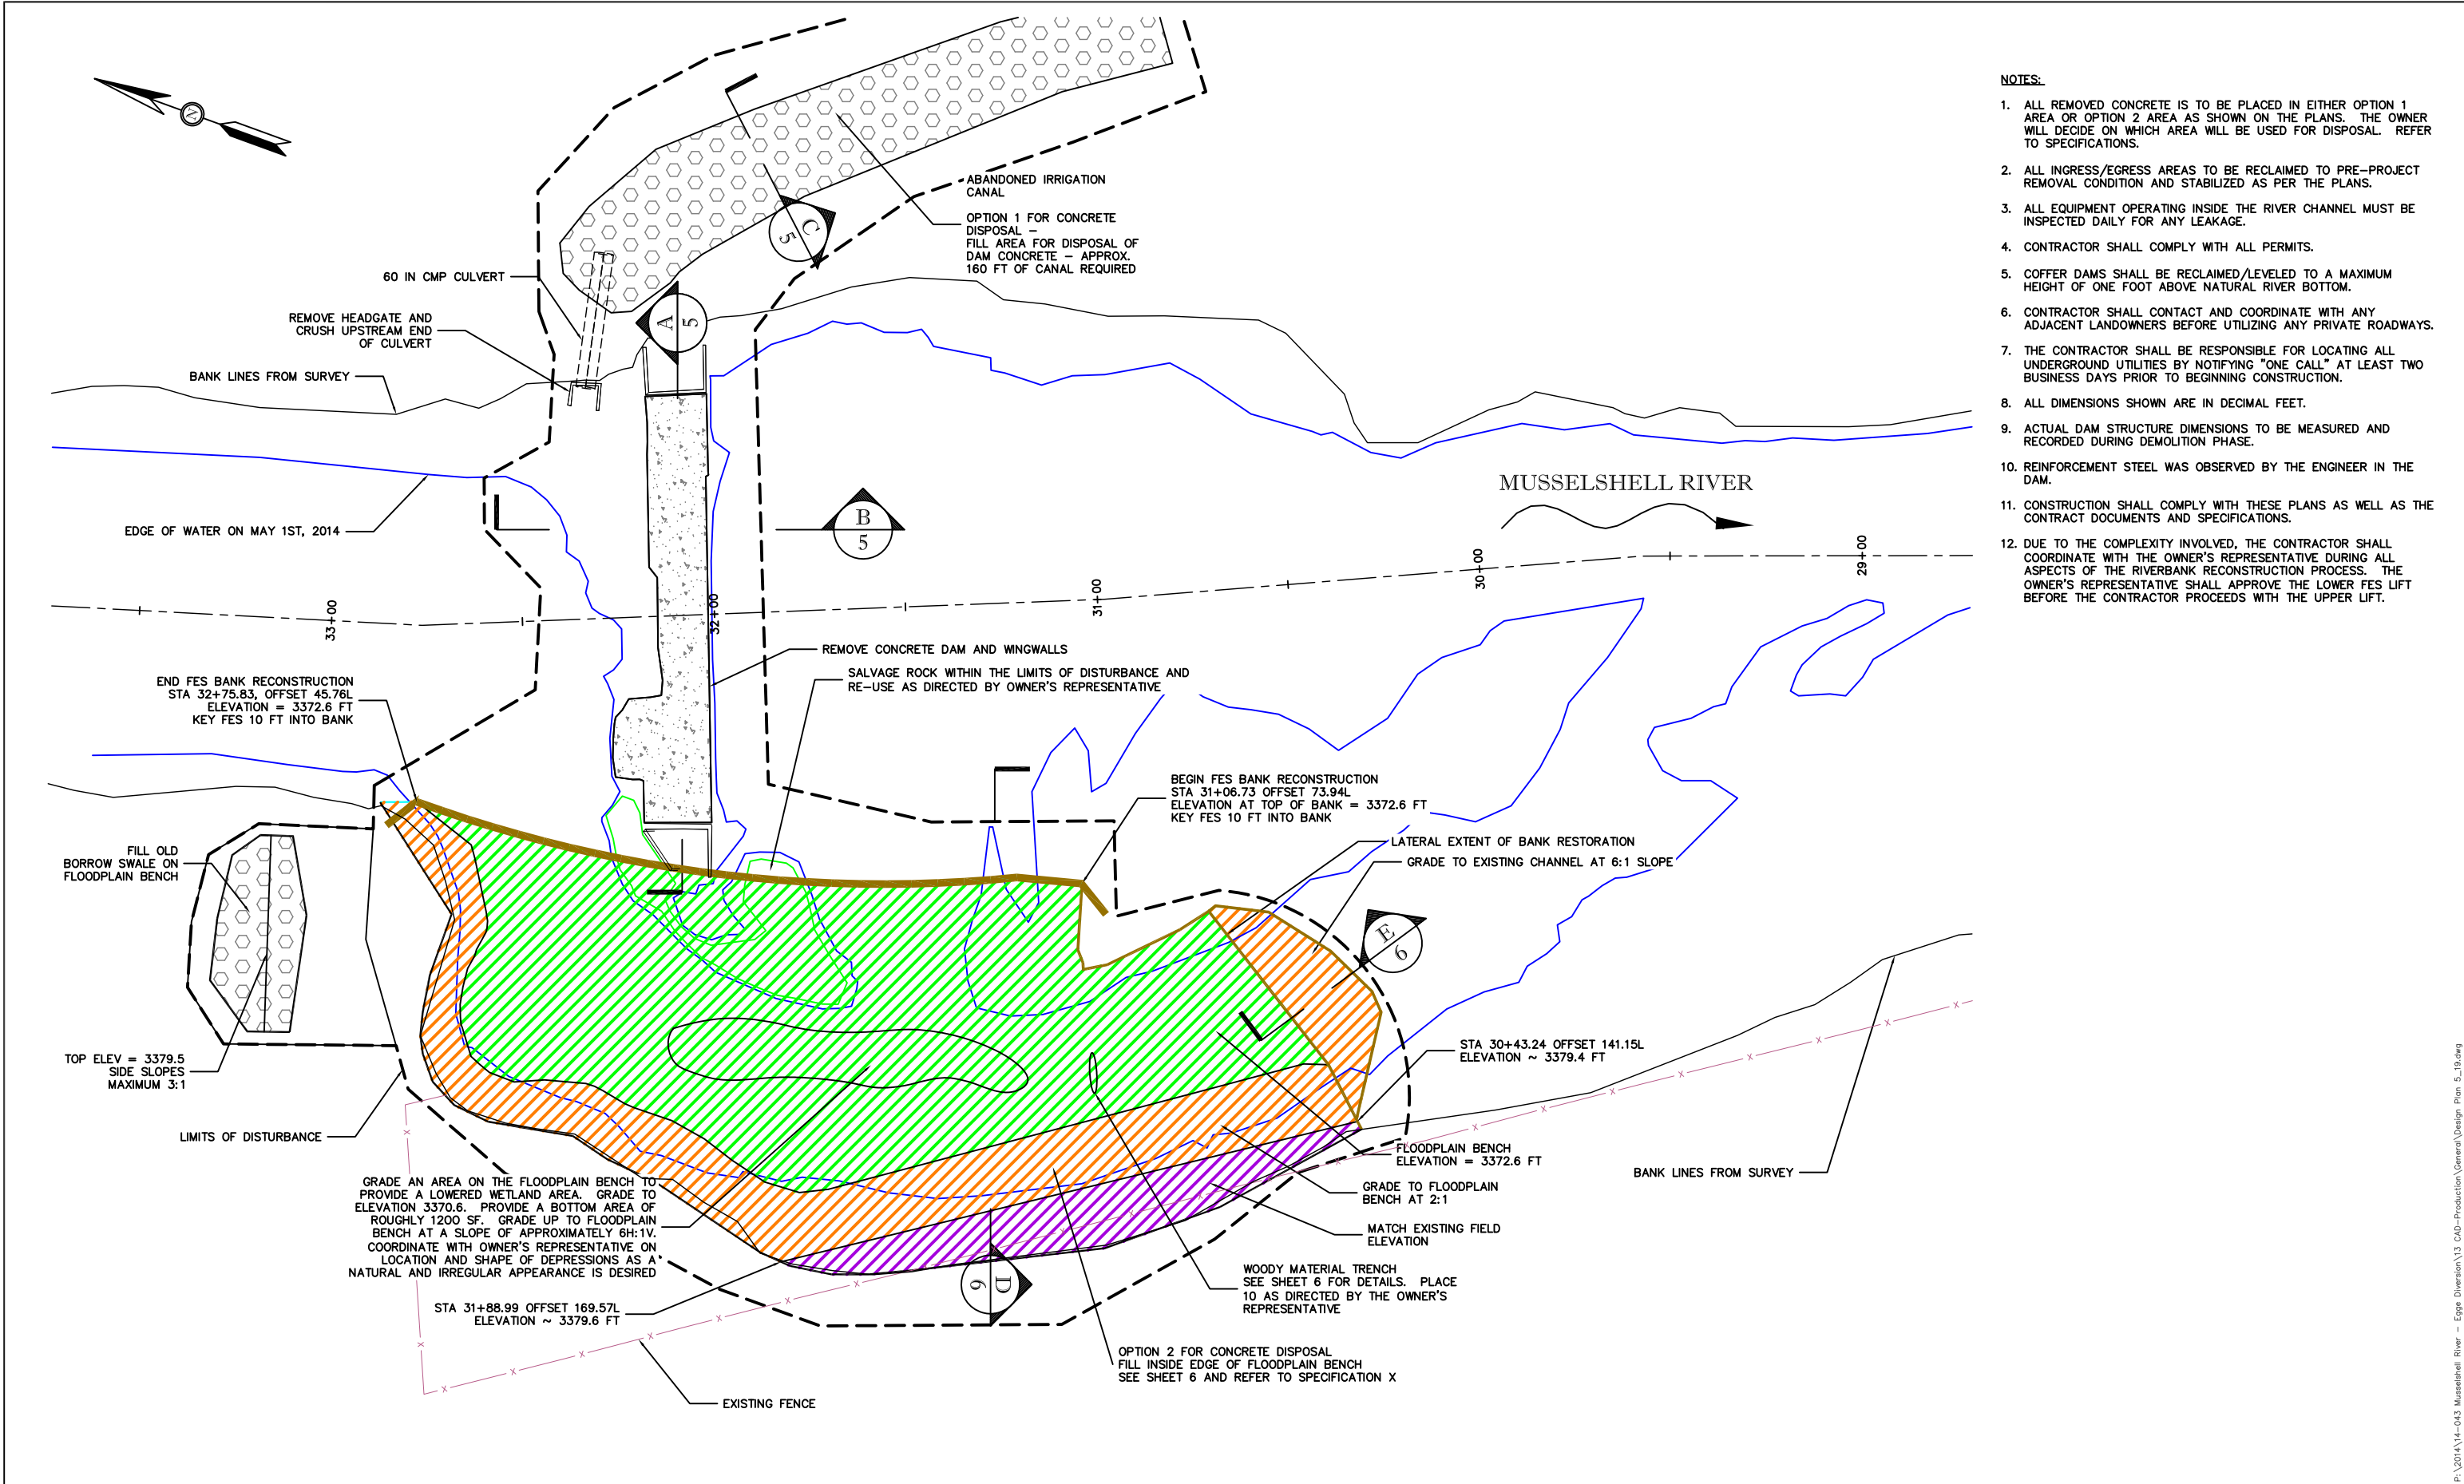 NOTES:
1. ALL REMOVED CONCRETE IS TO BE PLACED IN EITHER OPTION 1
AREA OR OPTION 2 AREA AS SHOWN ON THE PLANS. THE OWNER
WILL DECIDE ON WHICH AREA WILL BE USED FOR DISPOSAL. REFER
TO SPECIFICATIONS.
2. ALL INGRESS/EGRESS AREAS TO BE RECLAIMED TO PRE-PROJECT
REMOVAL CONDITION AND STABILIZED AS PER THE PLANS.
3. ALL EQUIPMENT OPERATING INSIDE THE RIVER CHANNEL MUST BE
INSPECTED DAILY FOR ANY LEAKAGE.
4. CONTRACTOR SHALL COMPLY WITH ALL PERMITS.
5. COFFER DAMS SHALL BE RECLAIMED/LEVELED TO A MAXIMUM
HEIGHT OF ONE FOOT ABOVE NATURAL RIVER BOTTOM.
6. CONTRACTOR SHALL CONTACT AND COORDINATE WITH ANY
ADJACENT LANDOWNERS BEFORE UTILIZING ANY PRIVATE ROADWAYS.
7. THE CONTRACTOR SHALL BE RESPONSIBLE FOR LOCATING ALL
UNDERGROUND UTILITIES BY NOTIFYING "ONE CALL" AT LEAST TWO
BUSINESS DAYS PRIOR TO BEGINNING CONSTRUCTION.
8. ALL DIMENSIONS SHOWN ARE IN DECIMAL FEET.
9. ACTUAL DAM STRUCTURE DIMENSIONS TO BE MEASURED AND
RECORDED DURING DEMOLITION PHASE.
10. REINFORCEMENT STEEL WAS OBSERVED BY THE ENGINEER IN THE
DAM.
11. CONSTRUCTION SHALL COMPLY WITH THESE PLANS AS WELL AS THE
CONTRACT DOCUMENTS AND SPECIFICATIONS.
12. DUE TO THE COMPLEXITY INVOLVED, THE CONTRACTOR SHALL
COORDINATE WITH THE OWNER'S REPRESENTATIVE DURING ALL
ASPECTS OF THE RIVERBANK RECONSTRUCTION PROCESS. THE
OWNER'S REPRESENTATIVE SHALL APPROVE THE LOWER FES LIFT
BEFORE THE CONTRACTOR PROCEEDS WITH THE UPPER LIFT.
N
ABANDONED IRRIGATION
CANAL
OPTION 1 FOR CONCRETE
DISPOSAL -
FILL AREA FOR DISPOSAL OF
DAM CONCRETE - APPROX.
160 FT OF CANAL REQUIRED
C
5
60 IN CMP CULVERT
REMOVE HEADGATE AND
CRUSH UPSTREAM END
OF CULVERT
A
5
BANK LINES FROM SURVEY
EDGE OF WATER ON MAY 1ST, 2014
B
5
MUSSELSHELL RIVER
33+00
32+00
31+00
30+00
29+00
REMOVE CONCRETE DAM AND WINGWALLS
SALVAGE ROCK WITHIN THE LIMITS OF DISTURBANCE AND
RE-USE AS DIRECTED BY OWNER'S REPRESENTATIVE
END FES BANK RECONSTRUCTION
STA 32+75.83, OFFSET 45.76L
ELEVATION = 3372.6 FT
KEY FES 10 FT INTO BANK
BEGIN FES BANK RECONSTRUCTION
STA 31+06.73 OFFSET 73.94L
ELEVATION AT TOP OF BANK = 3372.6 FT
KEY FES 10 FT INTO BANK
LATERAL EXTENT OF BANK RESTORATION
GRADE TO EXISTING CHANNEL AT 6:1 SLOPE
FILL OLD
BORROW SWALE ON
FLOODPLAIN BENCH
E
6
TOP ELEV = 3379.5
SIDE SLOPES
MAXIMUM 3:1
STA 30+43.24 OFFSET 141.15L
ELEVATION ~ 3379.4 FT
LIMITS OF DISTURBANCE
FLOODPLAIN BENCH
ELEVATION = 3372.6 FT
BANK LINES FROM SURVEY
GRADE TO FLOODPLAIN
BENCH AT 2:1
MATCH EXISTING FIELD
ELEVATION
GRADE AN AREA ON THE FLOODPLAIN BENCH TO
PROVIDE A LOWERED WETLAND AREA. GRADE TO
ELEVATION 3370.6. PROVIDE A BOTTOM AREA OF
ROUGHLY 1200 SF. GRADE UP TO FLOODPLAIN
BENCH AT A SLOPE OF APPROXIMATELY 6H:1V.
COORDINATE WITH OWNER'S REPRESENTATIVE ON
LOCATION AND SHAPE OF DEPRESSIONS AS A
NATURAL AND IRREGULAR APPEARANCE IS DESIRED
D
6
WOODY MATERIAL TRENCH
SEE SHEET 6 FOR DETAILS. PLACE
10 AS DIRECTED BY THE OWNER'S
REPRESENTATIVE
STA 31+88.99 OFFSET 169.57L
ELEVATION ~ 3379.6 FT
OPTION 2 FOR CONCRETE DISPOSAL
FILL INSIDE EDGE OF FLOODPLAIN BENCH
SEE SHEET 6 AND REFER TO SPECIFICATION X
EXISTING FENCE
P:\2014\14-043 Musselshell River - Egge Diversion\13 CAD-Production\General\Design Plan 5_19.dwg